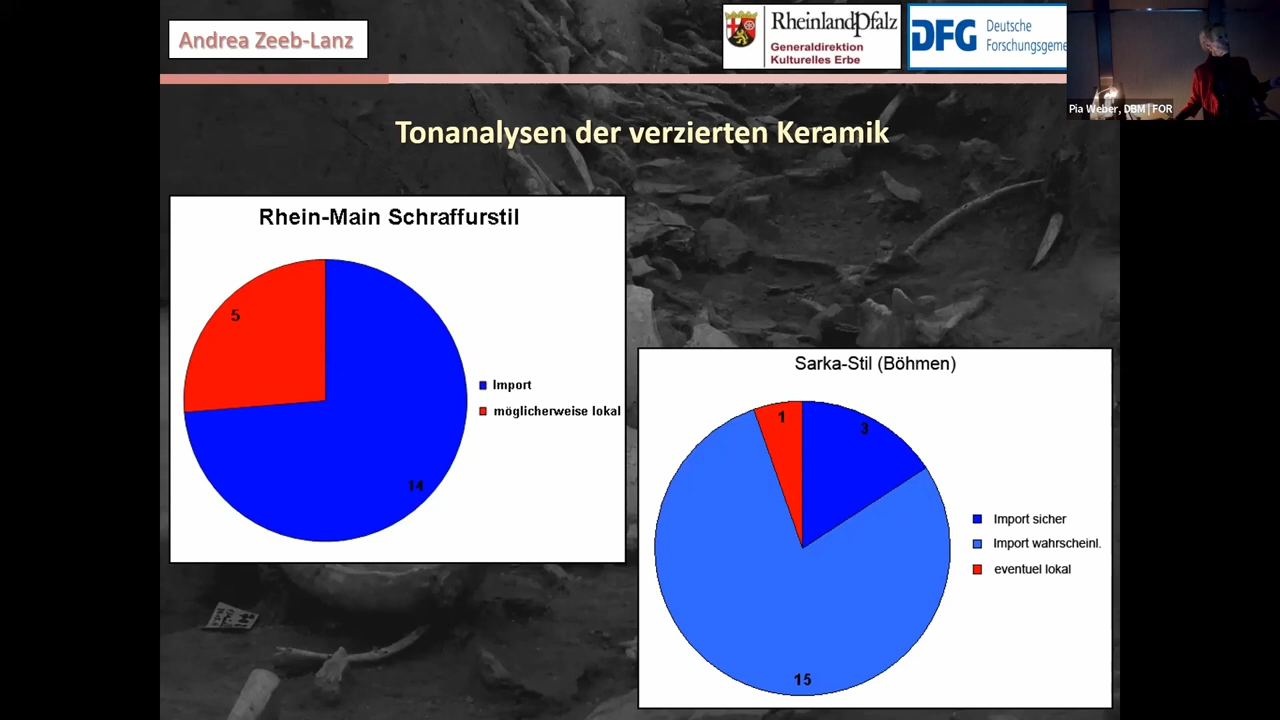 Andrea Zeeb-Lanz
RheinlandPfalz
Generaldirektion
Kulturelles Erbe
DFG
Deutsche
Forschungsgeme
Pia Weber, DBM | FOR
Tonanalysen der verzierten Keramik
Rhein-Main Schraffurstil
5
14
Import
möglicherweise lokal
Sarka-Stil (Böhmen)
1
3
15
Import sicher
Import wahrscheinl.
eventuel lokal